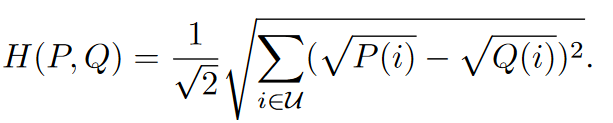 H(P, Q) = \frac{1}{\sqrt{2}} \sqrt{\sum_{i \in \mathcal{U}} (\sqrt{P(i)} - \sqrt{Q(i)})^2}.